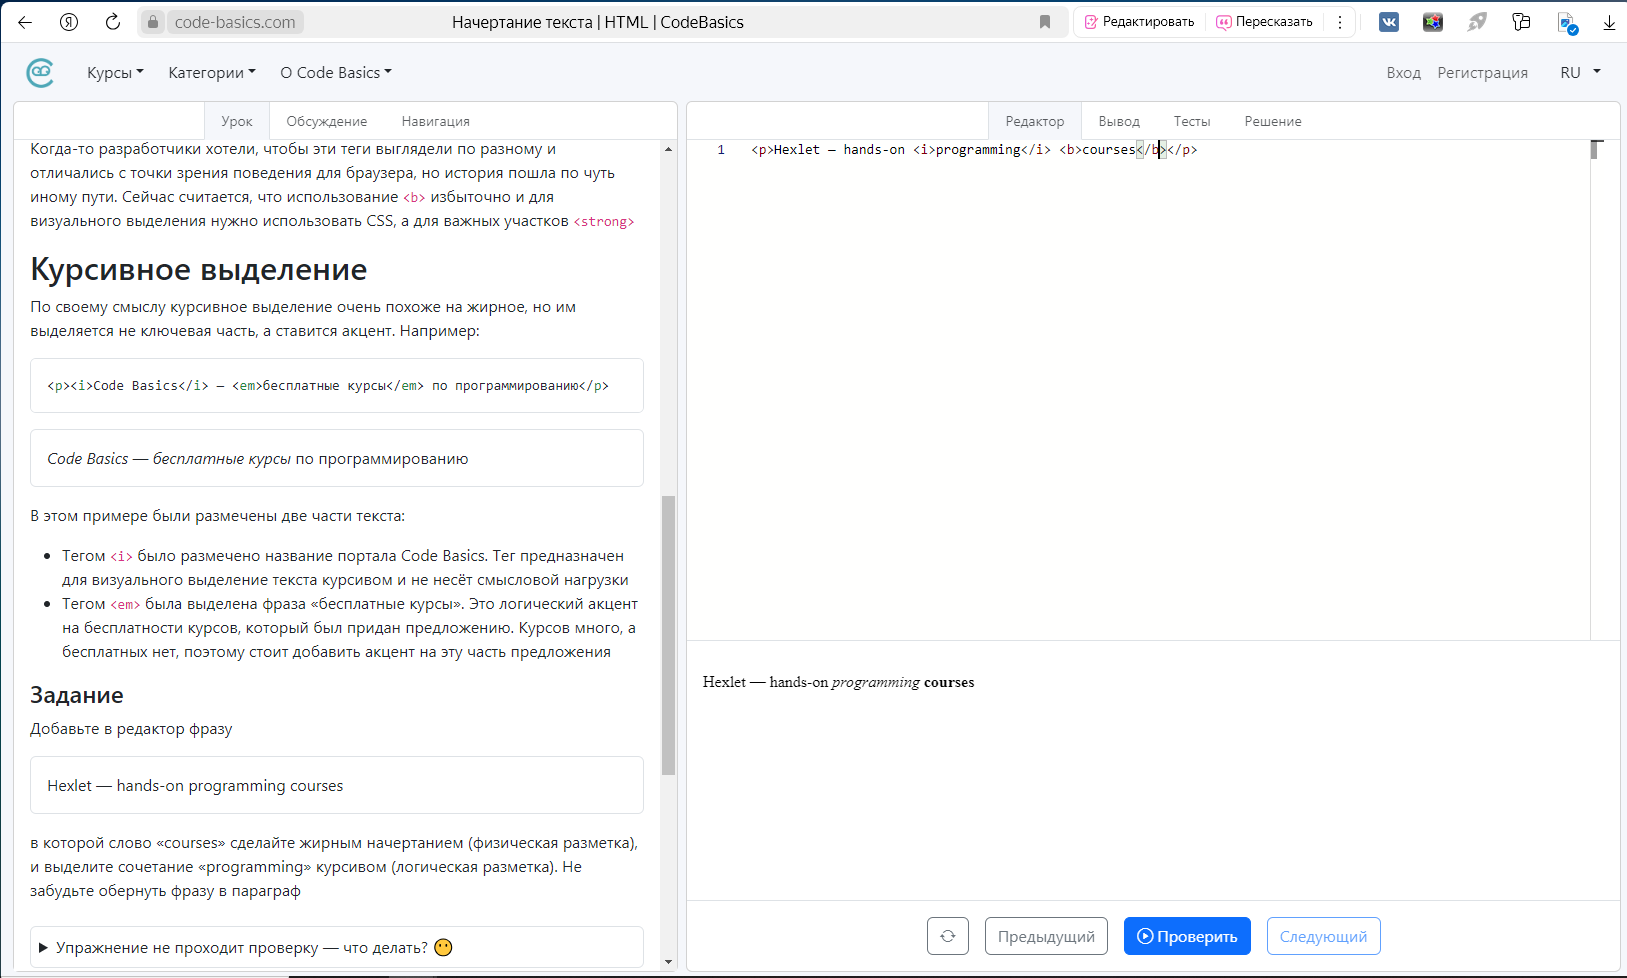 code-basics.com
Начертание текста | HTML | CodeBasics
Редактировать
Пересказать
Курсы
Категории
О Code Basics
Вход
Регистрация
RU
Урок
Обсуждение
Навигация
Когда-то разработчики хотели, чтобы эти теги выглядели по разному и
отличались с точки зрения поведения для браузера, но история пошла по чуть
иному пути. Сейчас считается, что использование <b> избыточно и для
визуального выделения нужно использовать CSS, а для важных участков <strong>
Курсивное выделение
По своему смыслу курсивное выделение очень похоже на жирное, но им
выделяется не ключевая часть, а ставится акцент. Например:
<p><i>Code Basics</i> — <em>бесплатные курсы</em> по программированию</p>
Code Basics — бесплатные курсы по программированию
В этом примере были размечены две части текста:
• Тегом <i> было размечено название портала Code Basics. Тег предназначен
для визуального выделение текста курсивом и не несёт смысловой нагрузки
• Тегом <em> была выделена фраза «бесплатные курсы». Это логический акцент
на бесплатности курсов, который был придан предложению. Курсов много, а
бесплатных нет, поэтому стоит добавить акцент на эту часть предложения
Задание
Добавьте в редактор фразу
Hexlet — hands-on programming courses
в которой слово «courses» сделайте жирным начертанием (физическая разметка),
и выделите сочетание «programming» курсивом (логическая разметка). Не
забудьте обернуть фразу в параграф
Упражнение не проходит проверку — что делать? 😶
Редактор
Вывод
Тесты
Решение
1 <p>Hexlet — hands-on <i>programming</i> <b>courses</b></p>
Hexlet — hands-on programming courses
Предыдущий
Проверить
Следующий